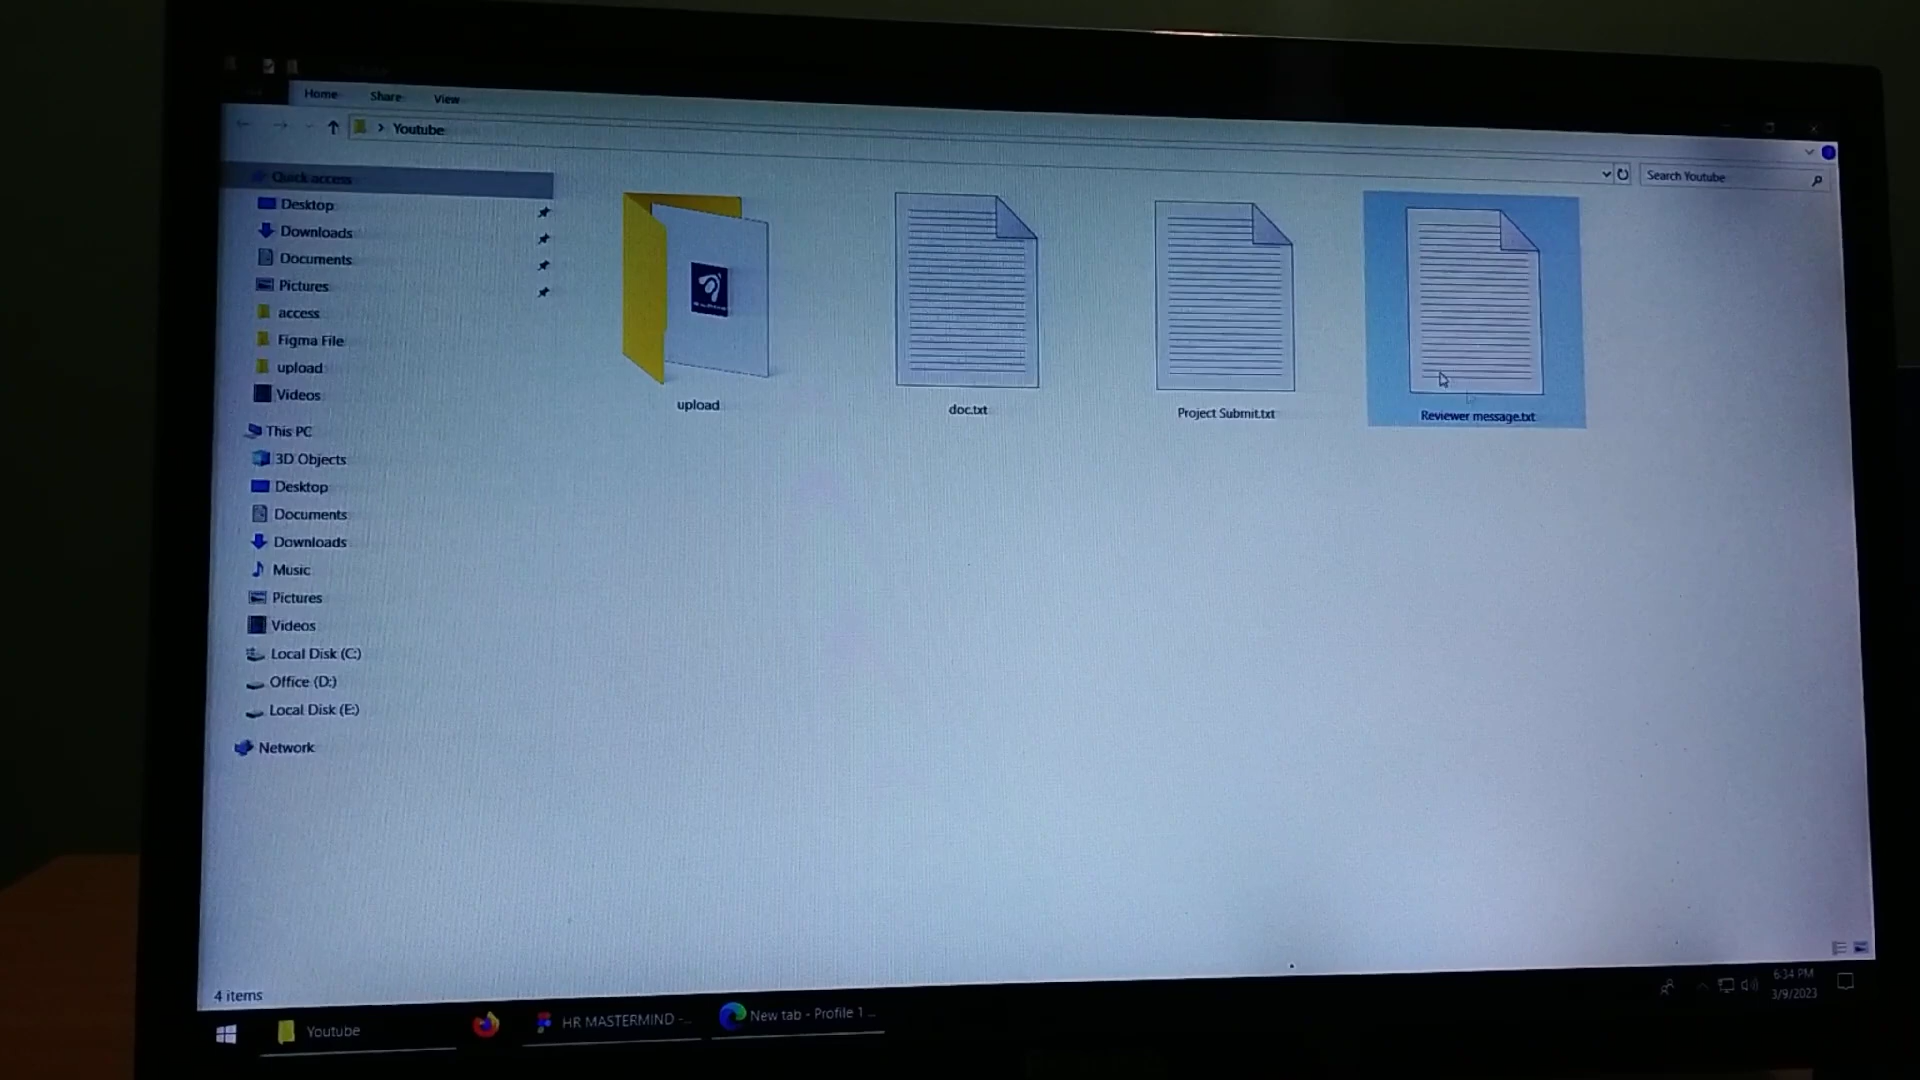 Home Share View
Youtube
Search Youtube
Quick access
Desktop
Downloads
Documents
Pictures
access
Figma File
upload
Videos
This PC
3D Objects
Desktop
Documents
Downloads
Music
Pictures
Videos
Local Disk (C:)
Office (D:)
Local Disk (E:)
Network
upload
doc.txt
Project Submit.txt
Reviewer message.txt
4 items
Youtube
HR MASTERMIND -...
New tab - Profile 1 ...
6:34 PM
3/9/2023